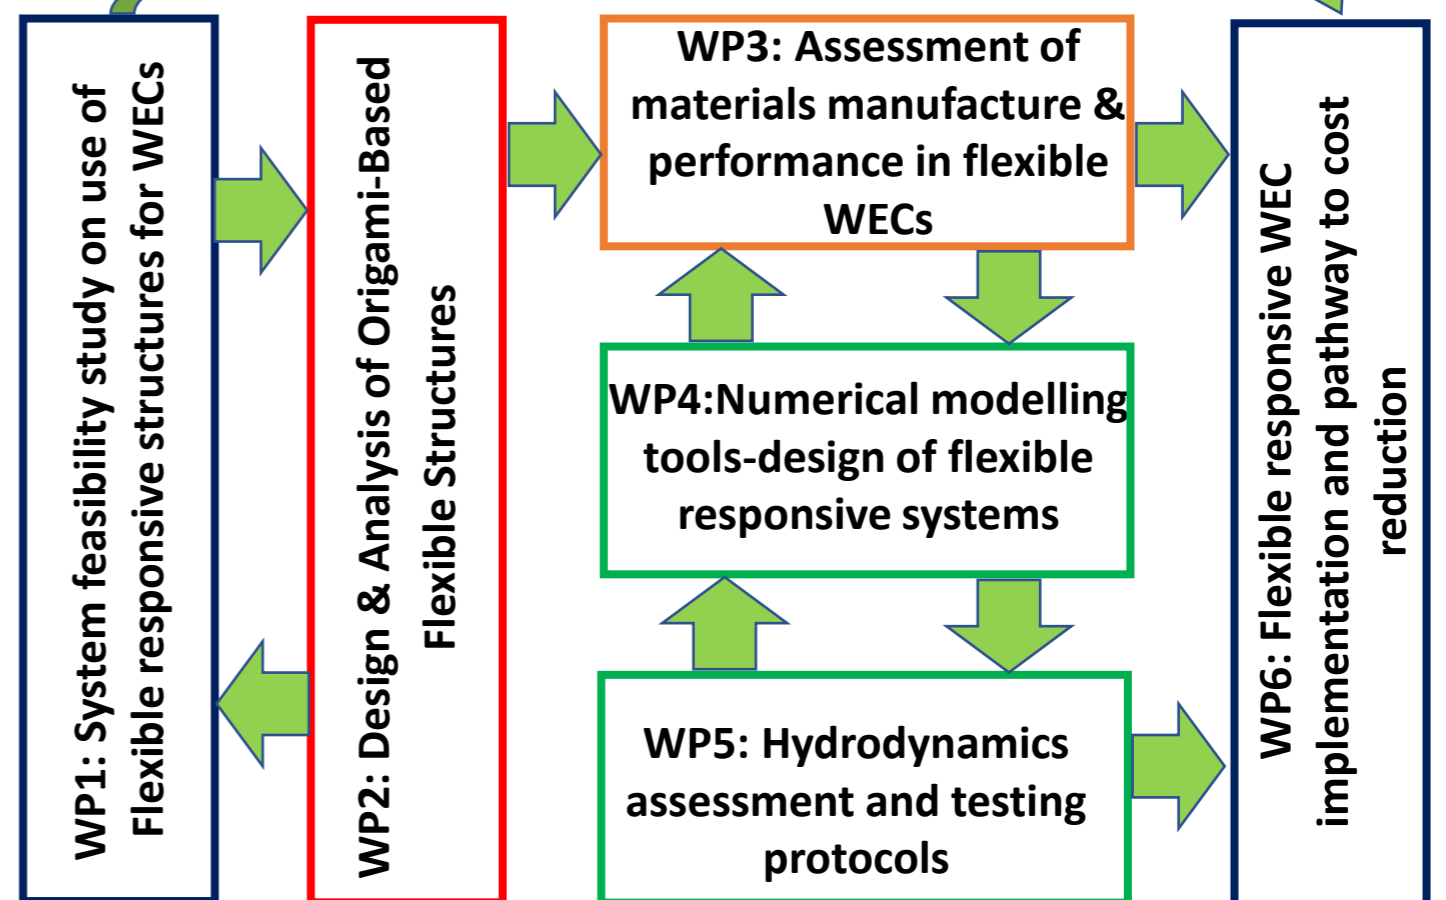 WP1: System feasibility study on use of
Flexible responsive structures for WECs
WP2: Design & Analysis of Origami-Based
Flexible Structures
WP3: Assessment of
materials manufacture &
performance in flexible
WECs
WP4:Numerical modelling
tools-design of flexible
responsive systems
WP5: Hydrodynamics
assessment and testing
protocols
WP6: Flexible responsive WEC
implementation and pathway to cost
reduction